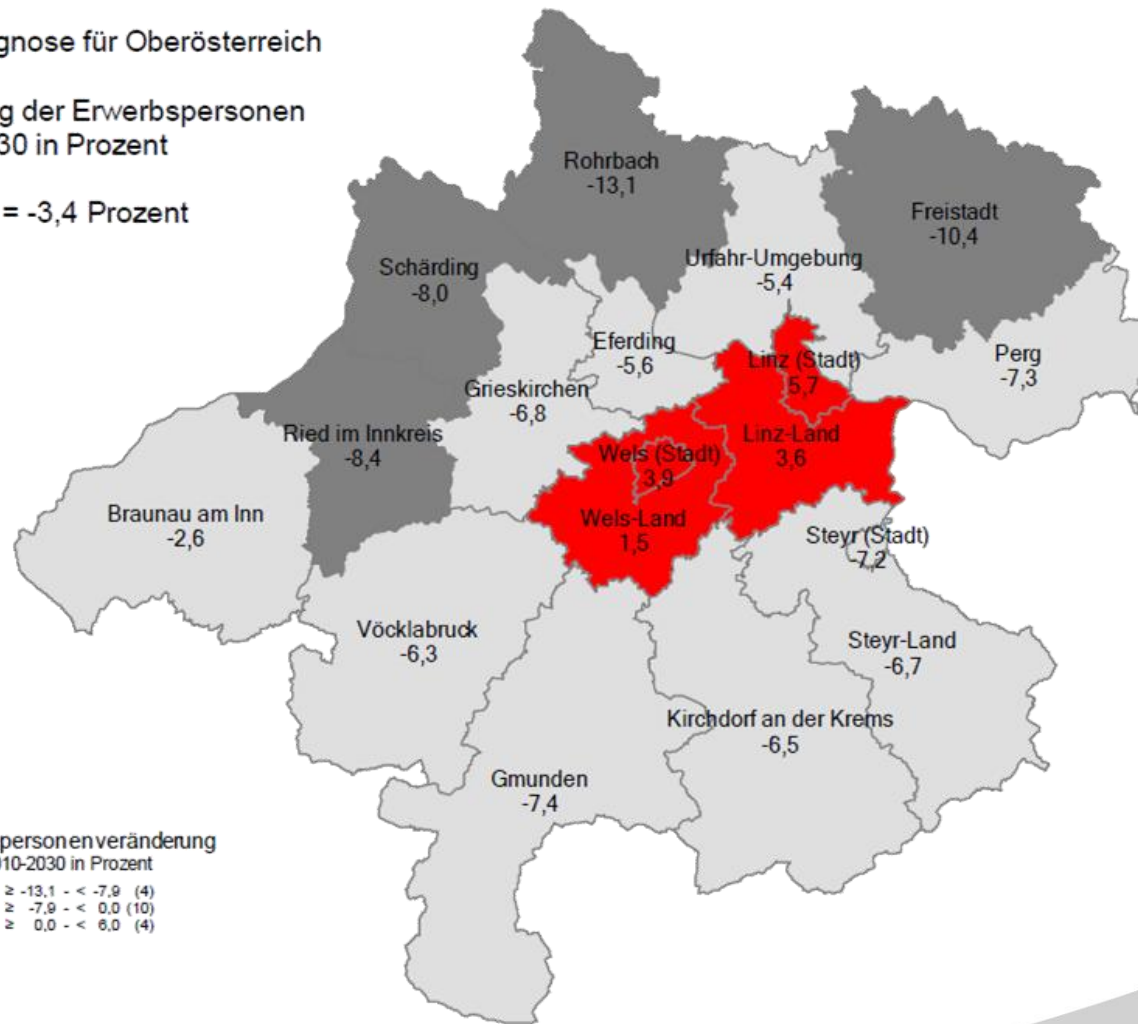 gnose für Oberösterreich
g der Erwerbspersonen
30 in Prozent
= -3,4 Prozent
Rohrbach
-13,1
Freistadt
-10,4
Schärding
-8,0
Urfahr-Umgebung
-5,4
Eferding
-5,6
Linz (Stadt)
5,7
Perg
-7,3
Grieskirchen
-6,8
Ried im Innkreis
-8,4
Linz-Land
3,6
Wels (Stadt)
3,9
Braunau am Inn
-2,6
Wels-Land
1,5
Steyr (Stadt)
-7,2
Vöcklabruck
-6,3
Steyr-Land
-6,7
Kirchdorf an der Krems
-6,5
Gmunden
-7,4
personenveränderung
10-2030 in Prozent
≥ -13,1 - < -7,9 (4)
≥ -7,9 - < 0,0 (10)
≥ 0,0 - < 6,0 (4)